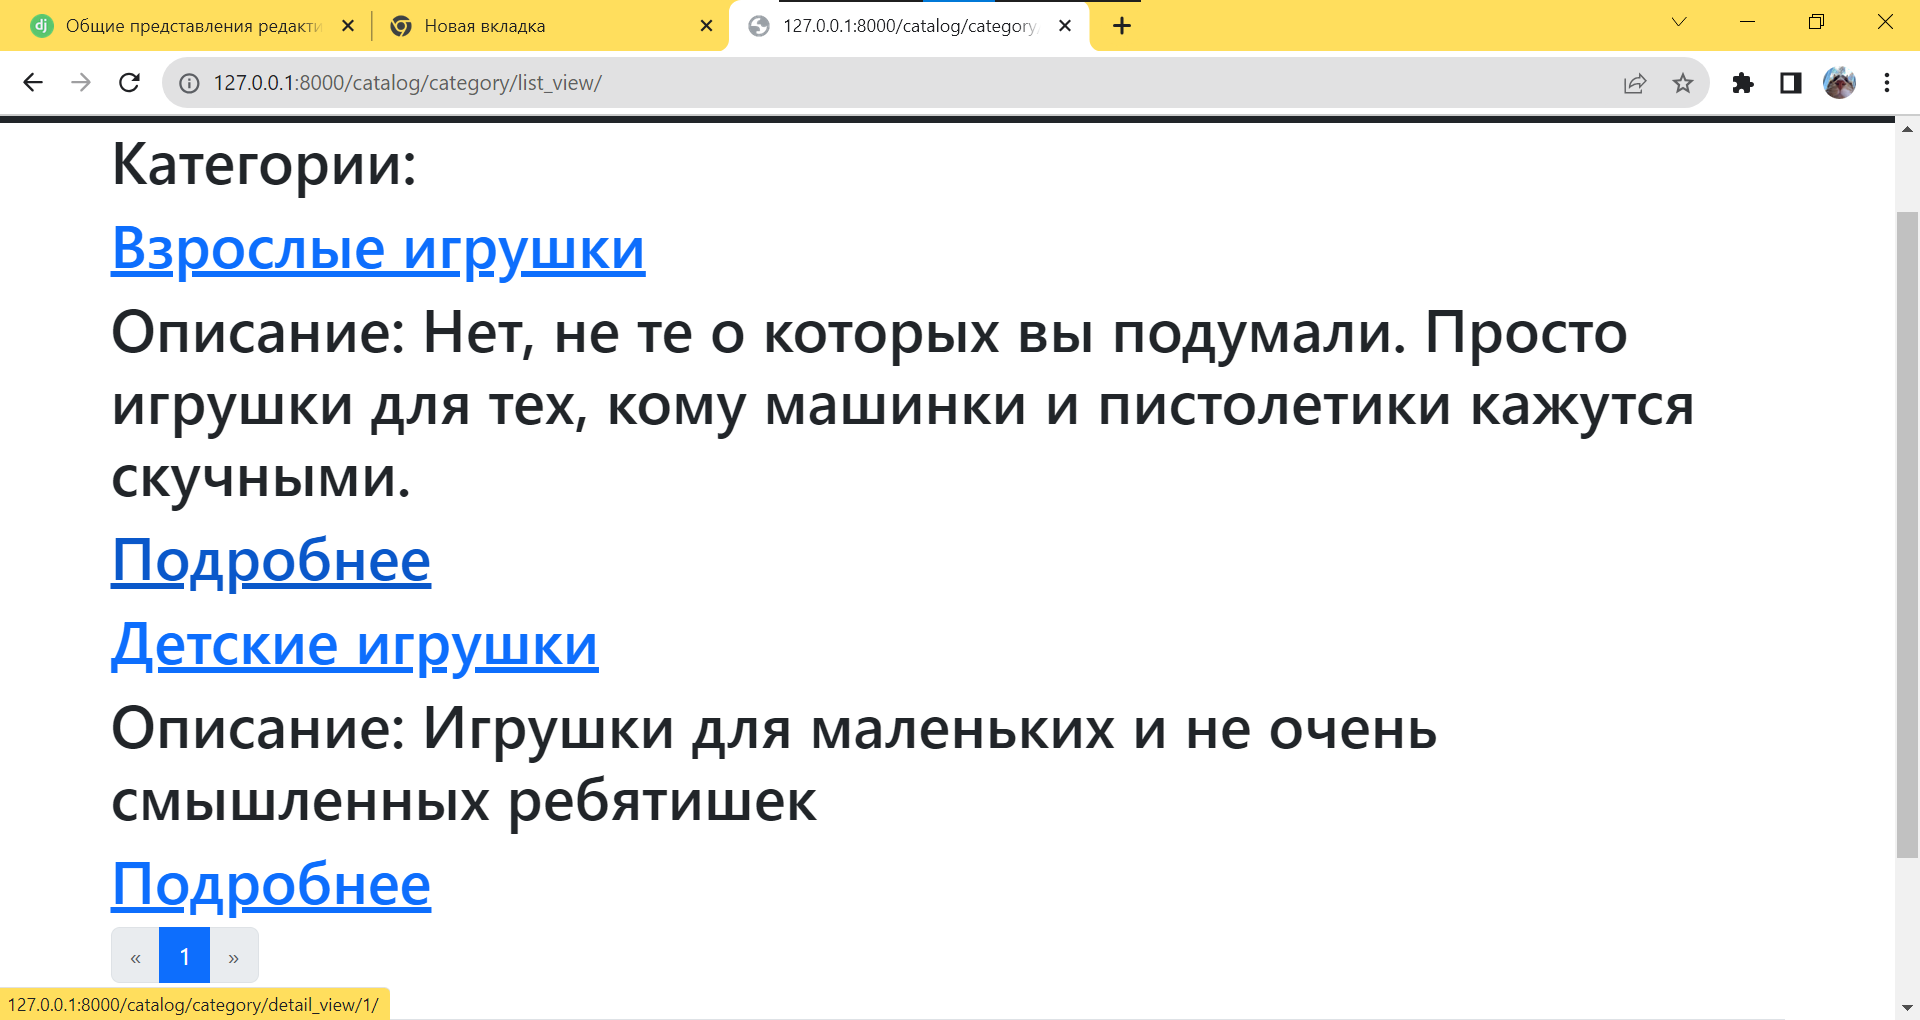 Общие представления редакти
Новая вкладка
127.0.0.1:8000/catalog/category/
127.0.0.1:8000/catalog/category/list_view/
Категории:
Взрослые игрушки
Описание: Нет, не те о которых вы подумали. Просто
игрушки для тех, кому машинки и пистолетики кажутся
скучными.
Подробнее
Детские игрушки
Описание: Игрушки для маленьких и не очень
смышленных ребятишек
Подробнее
« 1 »
127.0.0.1:8000/catalog/category/detail_view/1/